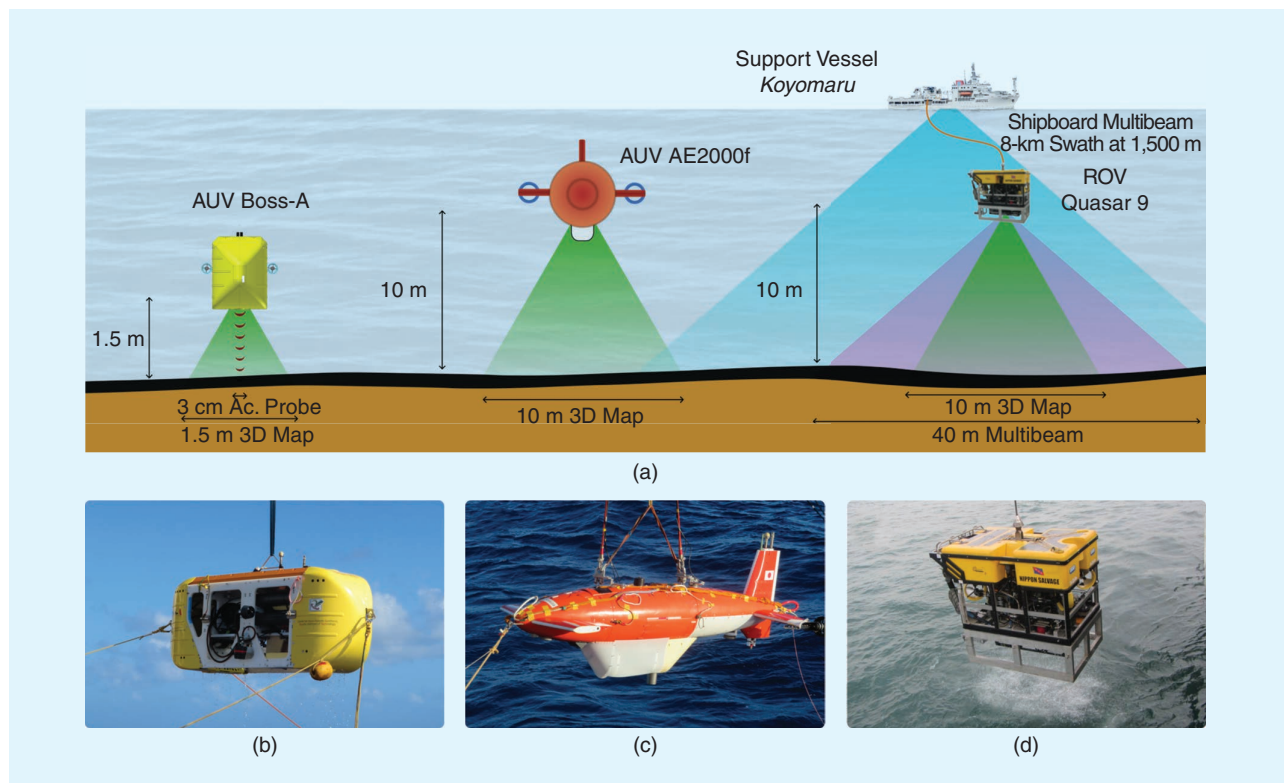 Support Vessel
Koyomaru
Shipboard Multibeam
8-km Swath at 1,500 m
AUV AE2000f
ROV
Quasar 9
AUV Boss-A
10 m
10 m
1.5 m
3 cm Ac. Probe
1.5 m 3D Map
10 m 3D Map
10 m 3D Map
40 m Multibeam
(a)
NIPPON SALVAGE
(b)
(c)
(d)